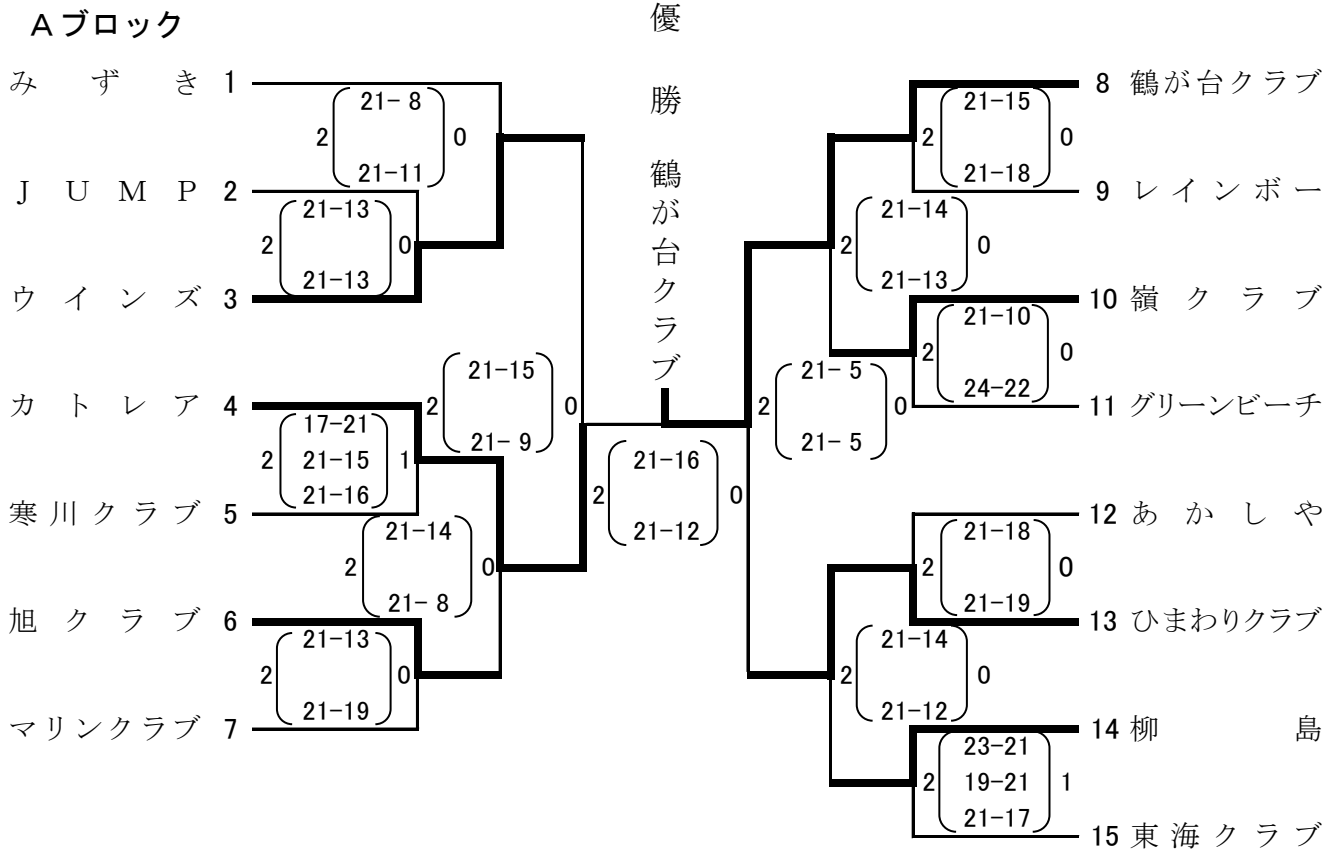 Aブロック
優勝 鶴が台クラブ
みずき 1
21- 8
2 0
21-11
JUMP 2
21-13
2 0
21-13
ウインズ 3
カトレア 4
17-21
2 21-15 1
21-16
寒川クラブ 5
21-15
2 0
21- 9
21-14
2 0
21- 8
旭クラブ 6
21-13
2 0
21-19
マリンクラブ 7
21-16
2 0
21-12
8 鶴が台クラブ
21-15
2 0
21-18
9 レインボー
21-14
2 0
21-13
10 嶺クラブ
21-10
2 0
24-22
11 グリーンビーチ
21- 5
2 0
21- 5
12 あかしや
21-18
2 0
21-19
13 ひまわりクラブ
21-14
2 0
21-12
14 柳島
23-21
2 19-21 1
21-17
15 東海クラブ